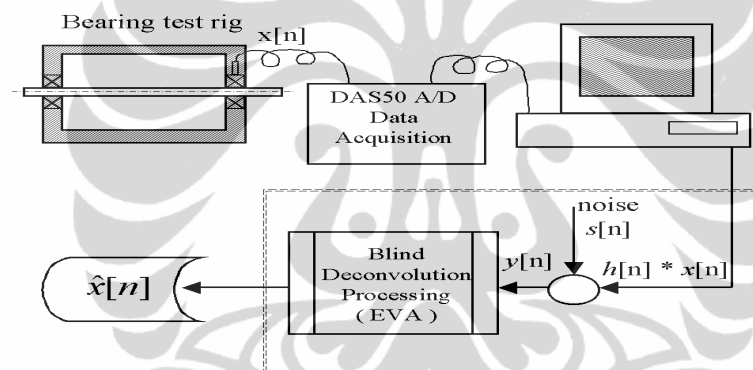 Bearing test rig
x[n]
DAS50 A/D
Data
Acquisition
noise
s[n]
y[n]
h[n] * x[n]
Blind
Deconvolution
Processing
( EVA )
x̂[n]